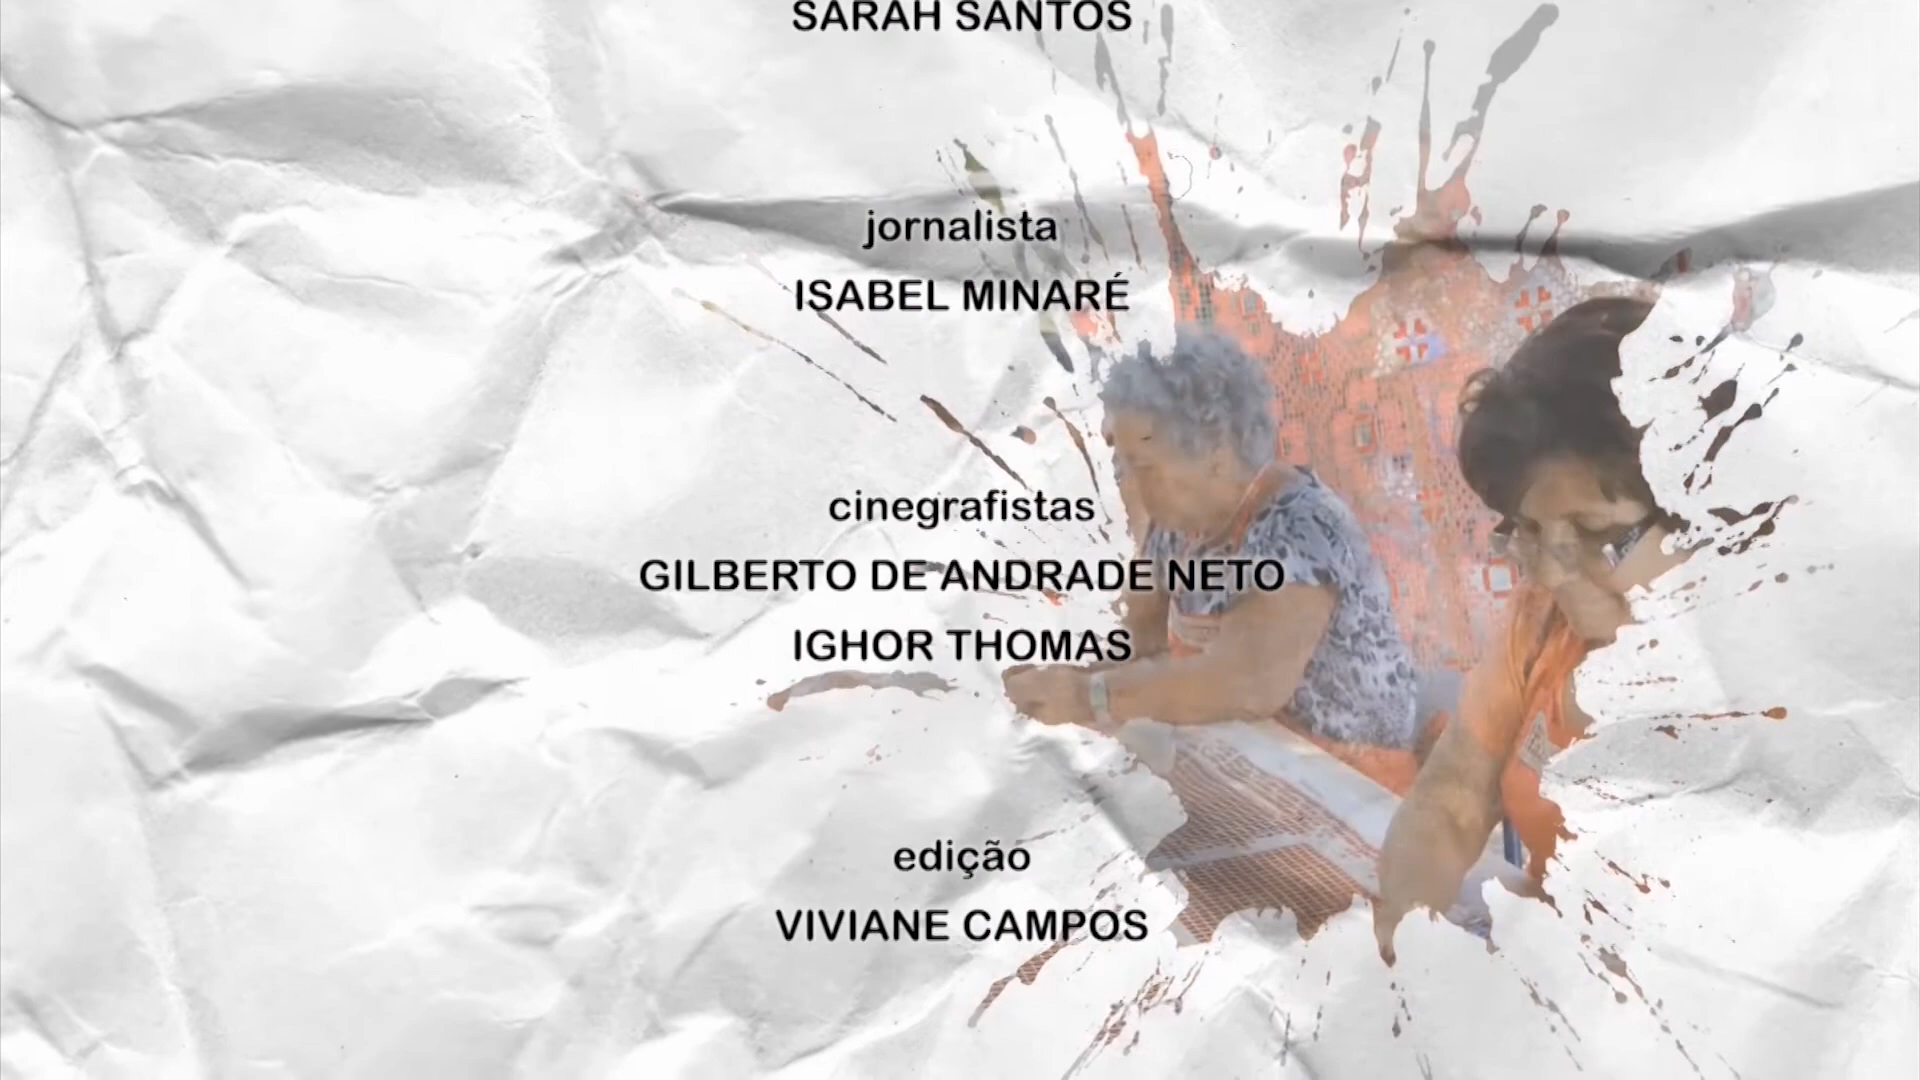 SARAH SANTOS
jornalista
ISABEL MINARÉ
cinegrafistas
GILBERTO DE ANDRADE NETO
IGHOR THOMAS
edição
VIVIANE CAMPOS